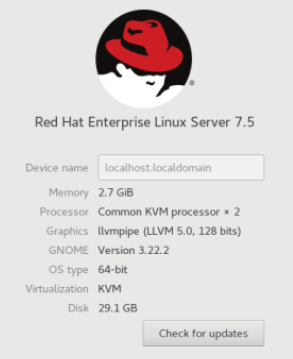 Red Hat Enterprise Linux Server 7.5
Device name localhost.localdomain
Memory 2.7 GiB
Processor Common KVM processor × 2
Graphics llvmpipe (LLVM 5.0, 128 bits)
GNOME Version 3.22.2
OS type 64-bit
Virtualization KVM
Disk 29.1 GB
Check for updates